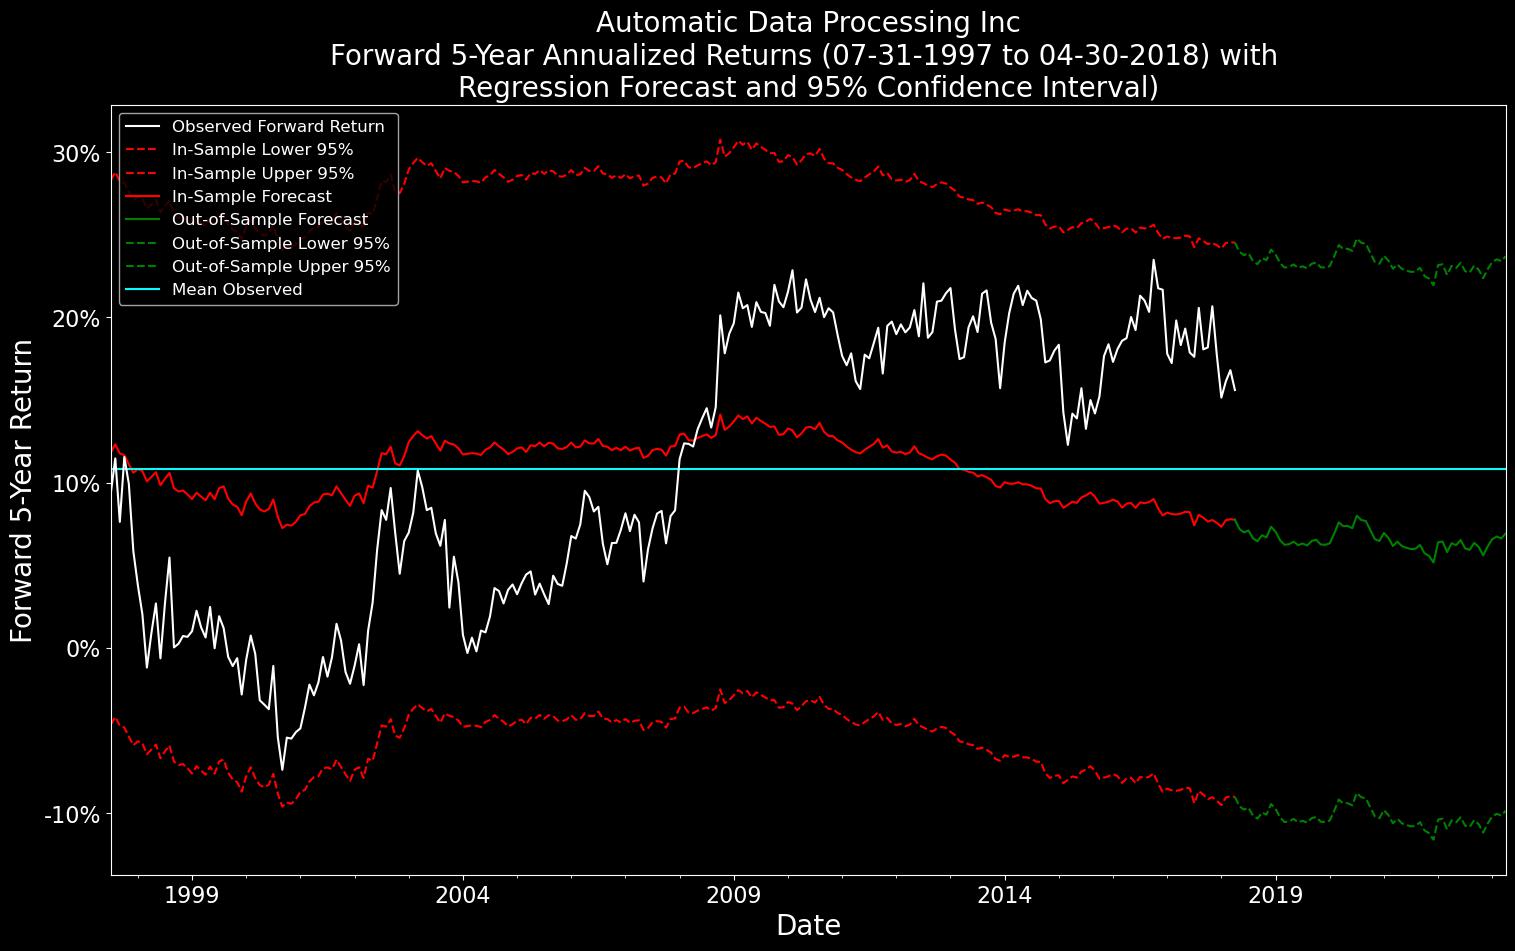 Automatic Data Processing Inc
Forward 5-Year Annualized Returns (07-31-1997 to 04-30-2018) with
Regression Forecast and 95% Confidence Interval)
Observed Forward Return
In-Sample Lower 95%
In-Sample Upper 95%
In-Sample Forecast
Out-of-Sample Forecast
Out-of-Sample Lower 95%
Out-of-Sample Upper 95%
Mean Observed
Forward 5-Year Return
30%
20%
10%
0%
-10%
1999 2004 2009 2014 2019
Date